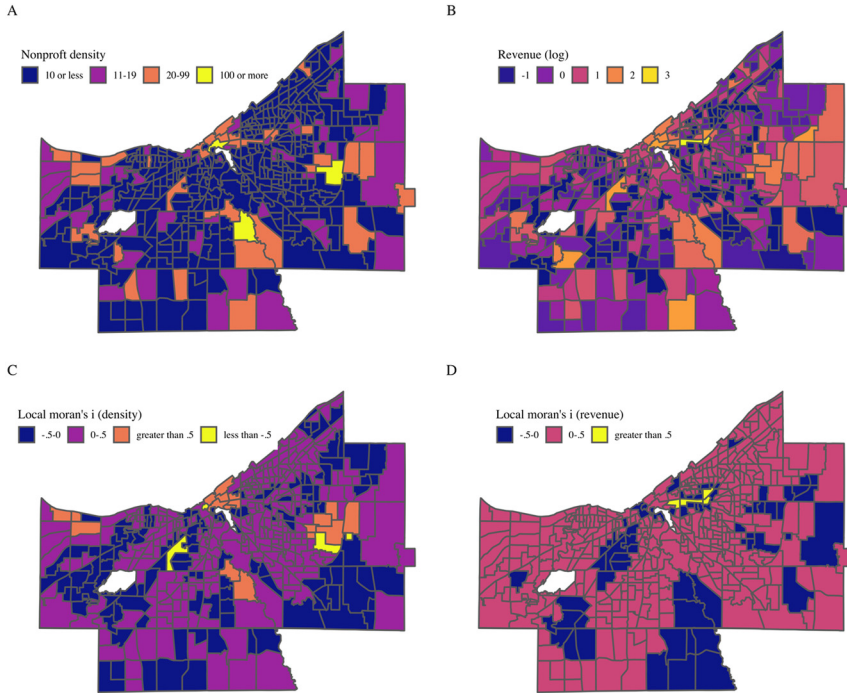 A
Nonproft density
10 or less 11-19 20-99 100 or more
B
Revenue (log)
-1 0 1 2 3
C
Local moran's i (density)
-.5-0 0-.5 greater than .5 less than -.5
D
Local moran's i (revenue)
-.5-0 0-.5 greater than .5